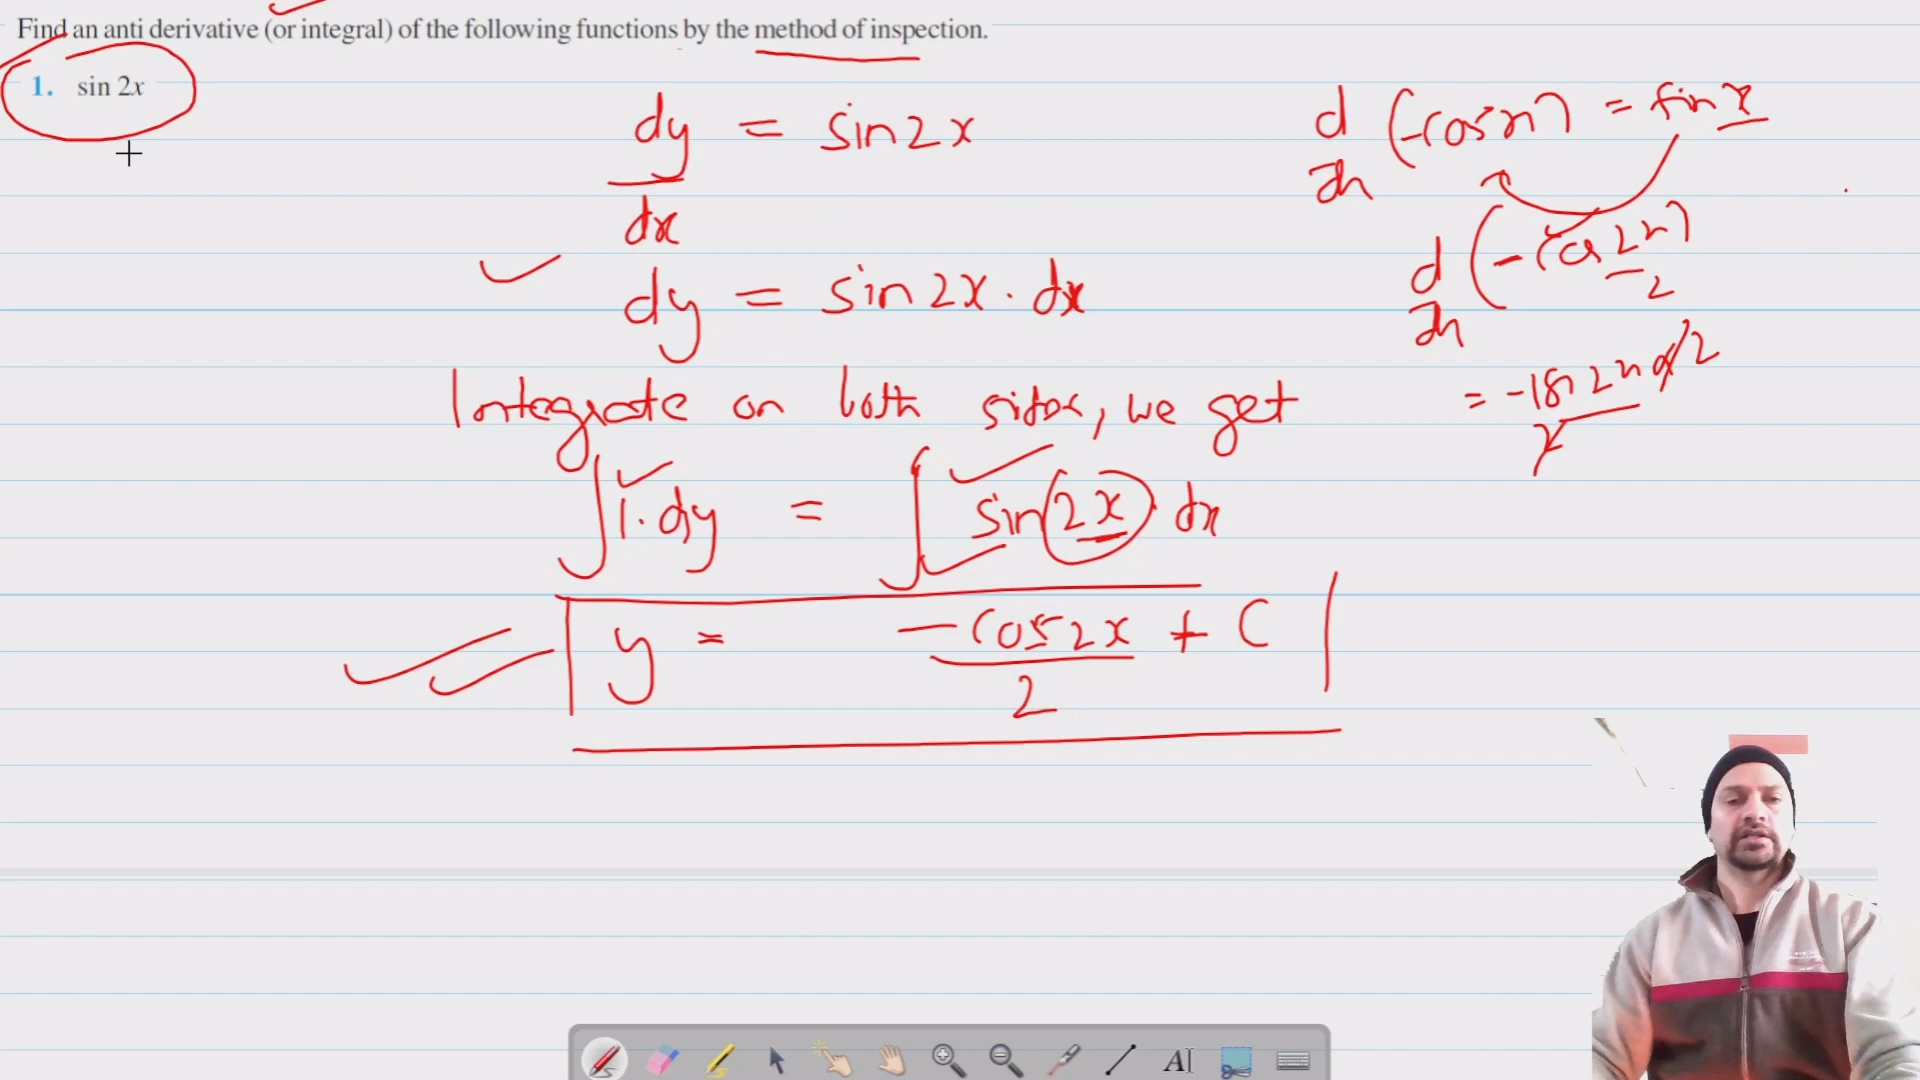 Find an anti derivative (or integral) of the following functions by the method of inspection.
1. sin 2x
dy/dx = sin2x
dy = sin2x . dx
Integrate on both sides, we get
∫1.dy = ∫sin(2x) dx
y = -cos2x/2 + C
d/dx (-cosx) = sinx
d/dx (-cos2x/2)
AI